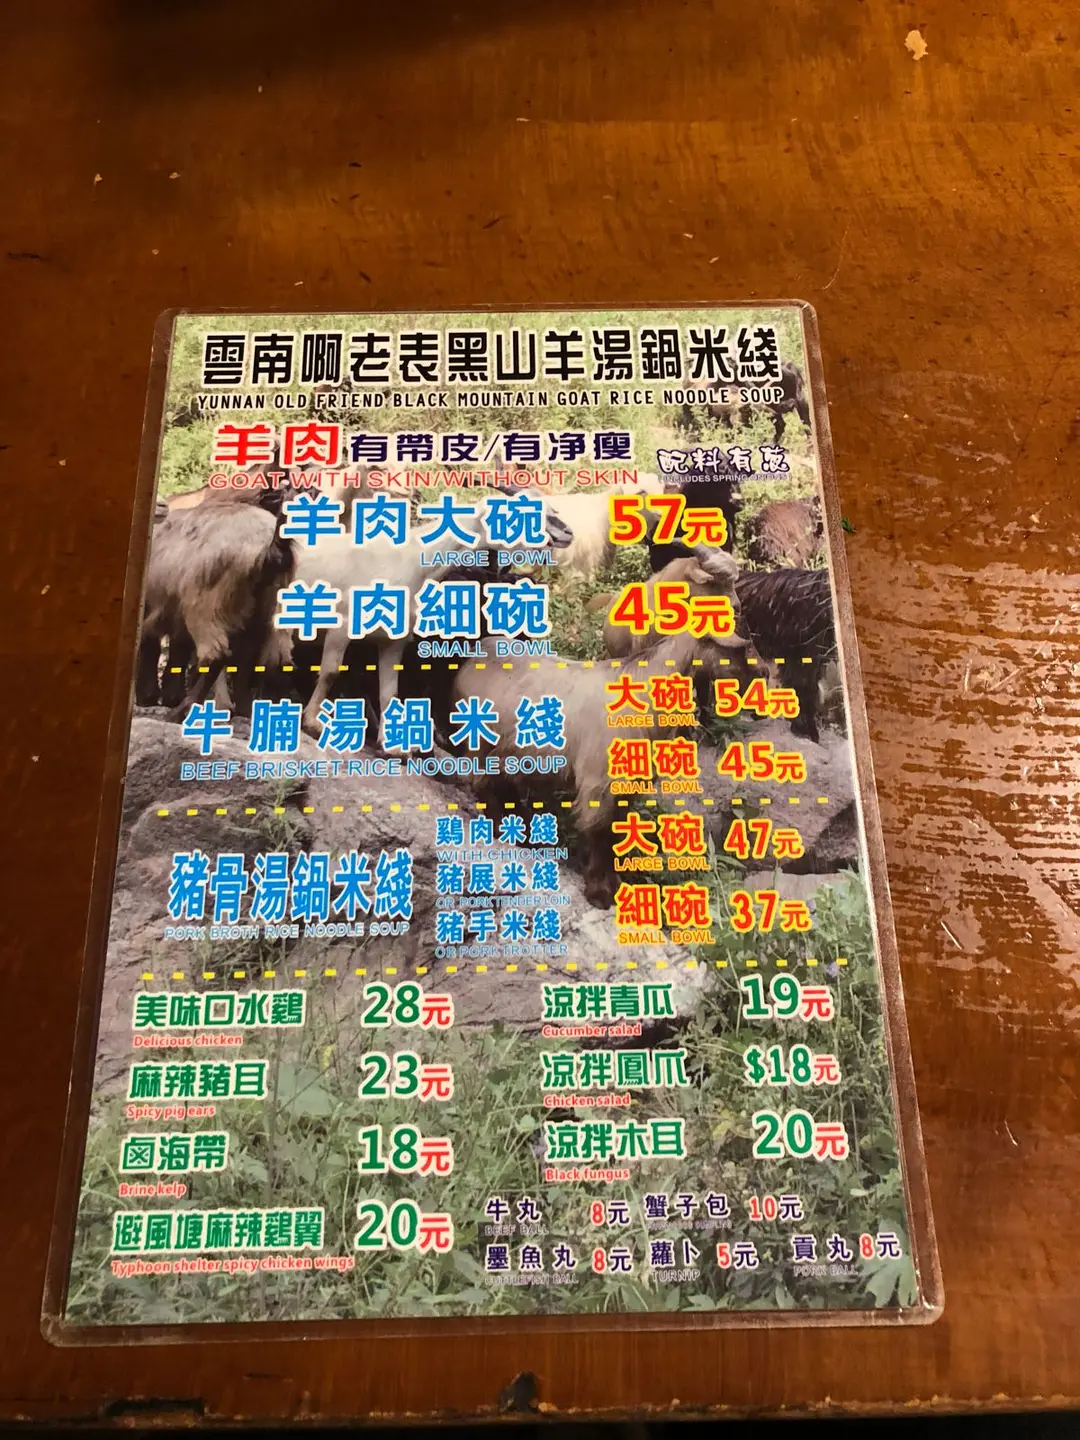 雲南啊老表黑山羊湯鍋米綫
YUNNAN OLD FRIEND BLACK MOUNTAIN GOAT RICE NOODLE SOUP
羊肉有帶皮/有净瘦 配料有葱
GOAT WITH SKIN/WITHOUT SKIN INCLUDES SPRING
羊肉大碗 57元
LARGE BOWL
羊肉細碗 45元
SMALL BOWL
牛腩湯鍋米綫
BEEF BRISKET RICE NOODLE SOUP
大碗 54元
LARGE BOWL
細碗 45元
SMALL BOWL
豬骨湯鍋米綫
PORK BROTH RICE NOODLE SOUP
鷄肉米綫
WITH CHICKEN
豬展米綫
OR PORK TENDERLOIN
豬手米綫
OR PORK TROTTER
大碗 47元
LARGE BOWL
細碗 37元
SMALL BOWL
美味口水鷄 28元
Delicious chicken
麻辣豬耳 23元
Spicy pig ears
鹵海帶 18元
Brine kelp
避風塘麻辣鷄翼 20元
Typhoon shelter spicy chicken wings
涼拌青瓜 19元
Cucumber salad
涼拌鳳爪 $18元
Chicken salad
涼拌木耳 20元
Black fungus
牛丸 8元 蟹子包 10元
BEEF BALL
墨魚丸 8元 蘿卜 5元 貢丸 8元
CUTTLEFISH BALL TURNIP PORK BALL